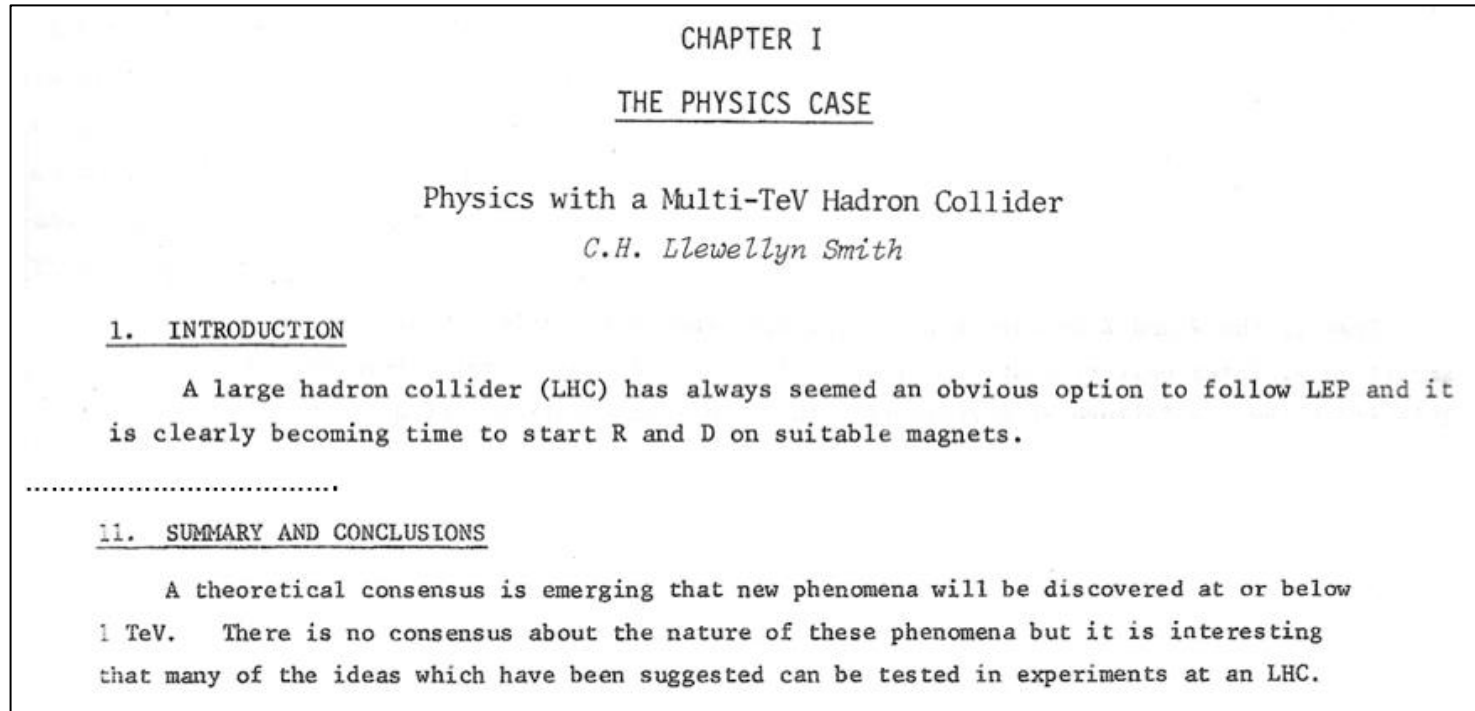 CHAPTER I
THE PHYSICS CASE
Physics with a Multi-TeV Hadron Collider
C.H. Llewellyn Smith
1. INTRODUCTION
A large hadron collider (LHC) has always seemed an obvious option to follow LEP and it
is clearly becoming time to start R and D on suitable magnets.
....................................
11. SUMMARY AND CONCLUSIONS
A theoretical consensus is emerging that new phenomena will be discovered at or below
1 TeV. There is no consensus about the nature of these phenomena but it is interesting
that many of the ideas which have been suggested can be tested in experiments at an LHC.